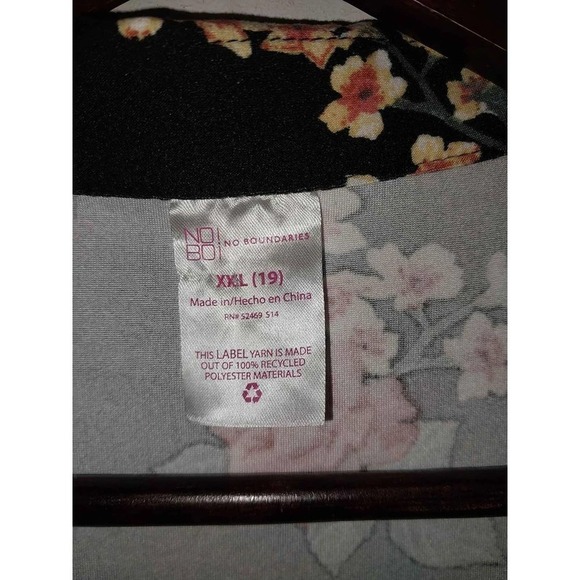 NO
BO
NO BOUNDARIES
XXL (19)
Made in/Hecho en China
RN# 52469 S14
THIS LABEL YARN IS MADE
OUT OF 100% RECYCLED
POLYESTER MATERIALS